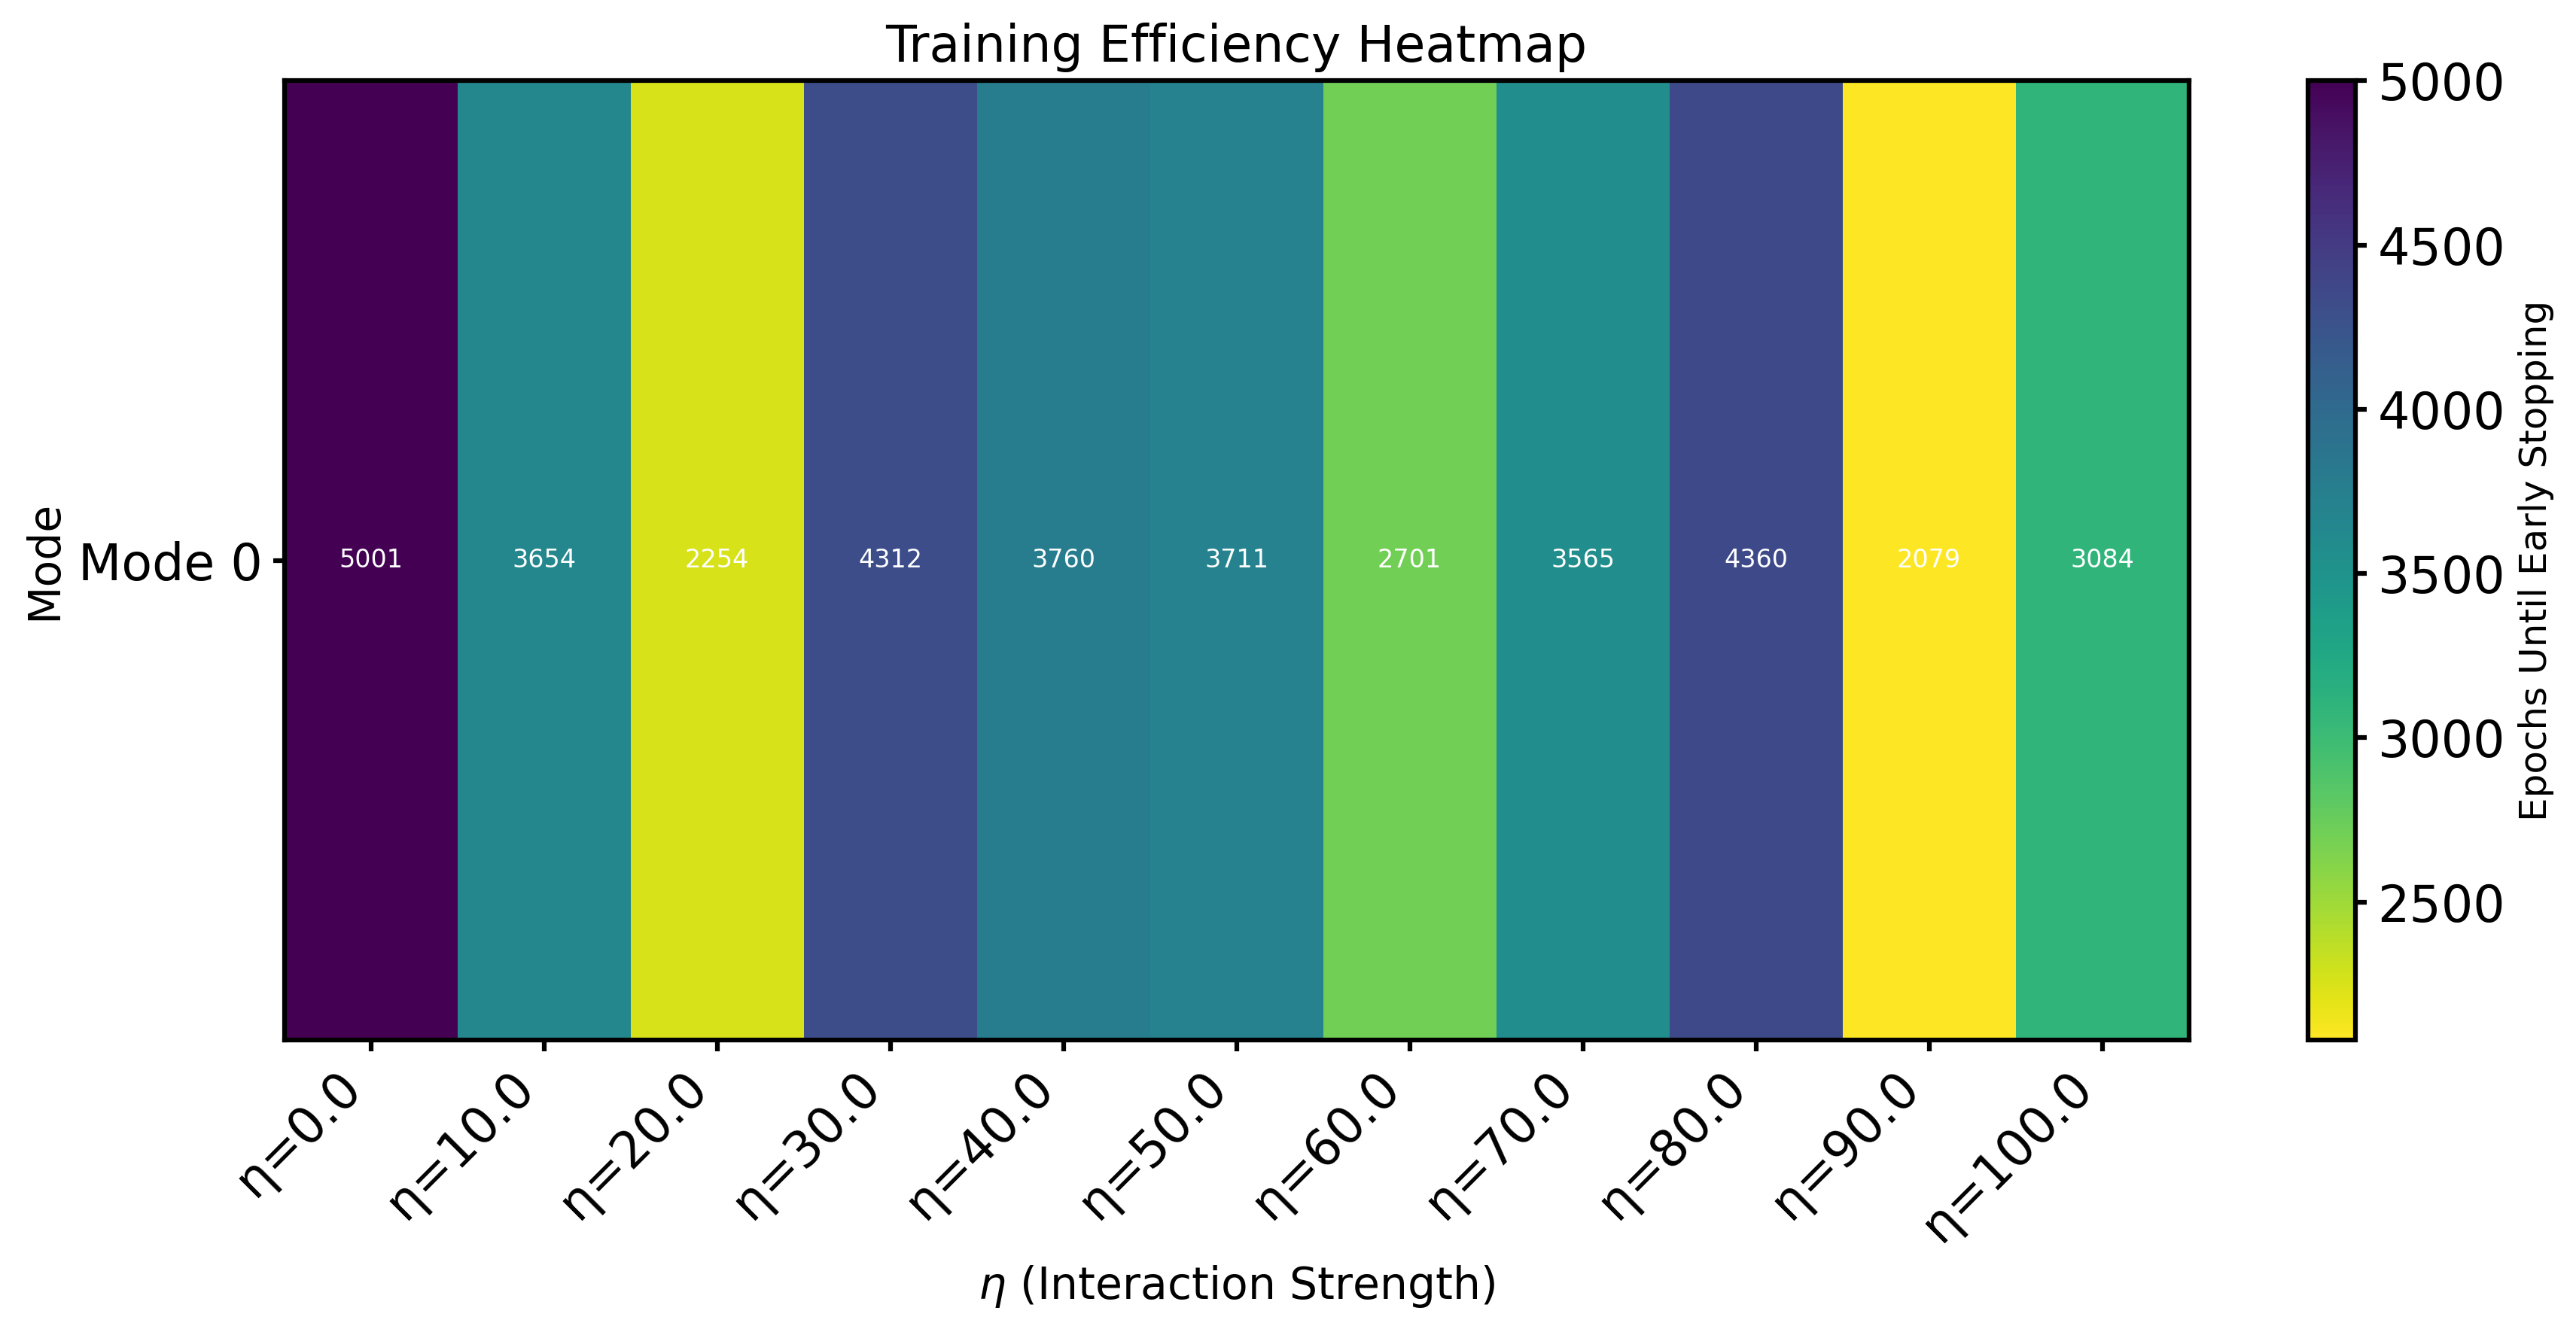 Training Efficiency Heatmap
Mode
Mode 0
5001 3654 2254 4312 3760 3711 2701 3565 4360 2079 3084
η=0.0 η=10.0 η=20.0 η=30.0 η=40.0 η=50.0 η=60.0 η=70.0 η=80.0 η=90.0 η=100.0
η (Interaction Strength)
5000
4500
4000
3500
3000
2500
Epochs Until Early Stopping